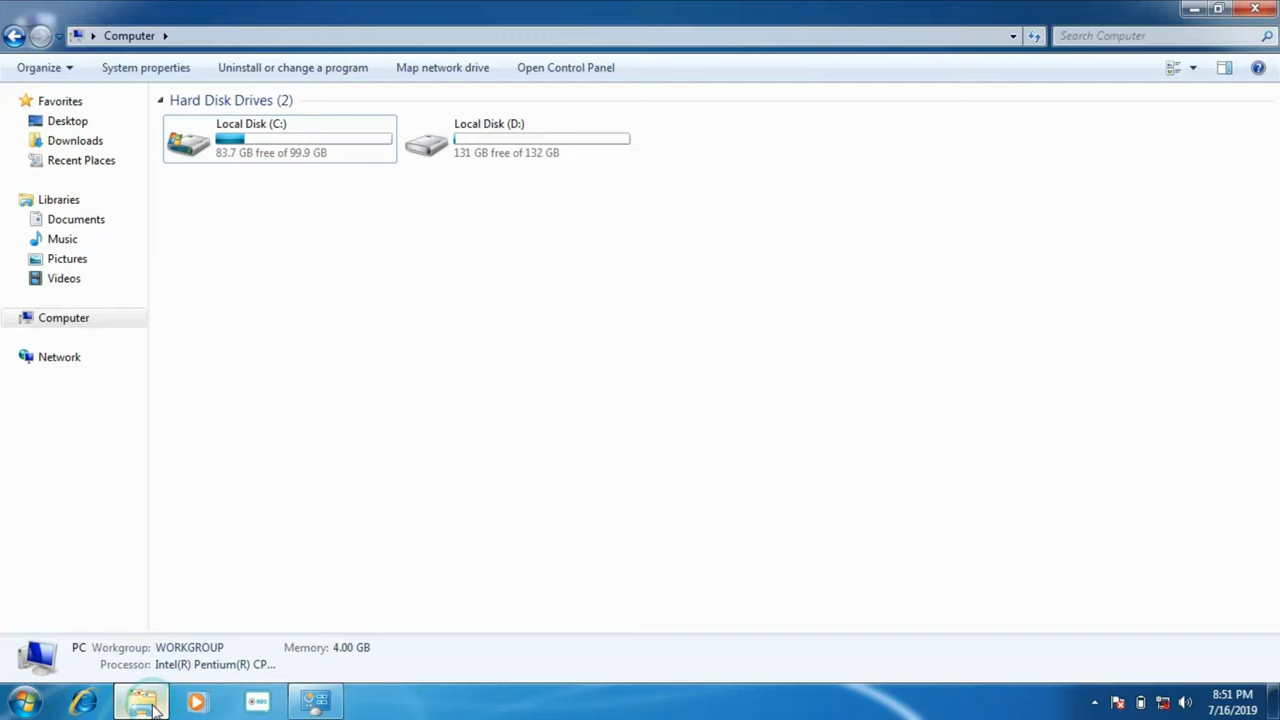 Computer
Search Computer
Organize
System properties
Uninstall or change a program
Map network drive
Open Control Panel
Favorites
Desktop
Downloads
Recent Places
Libraries
Documents
Music
Pictures
Videos
Computer
Network
Hard Disk Drives (2)
Local Disk (C:)
83.7 GB free of 99.9 GB
Local Disk (D:)
131 GB free of 132 GB
PC Workgroup: WORKGROUP Memory: 4.00 GB
Processor: Intel(R) Pentium(R) CP...
8:51 PM
7/16/2019